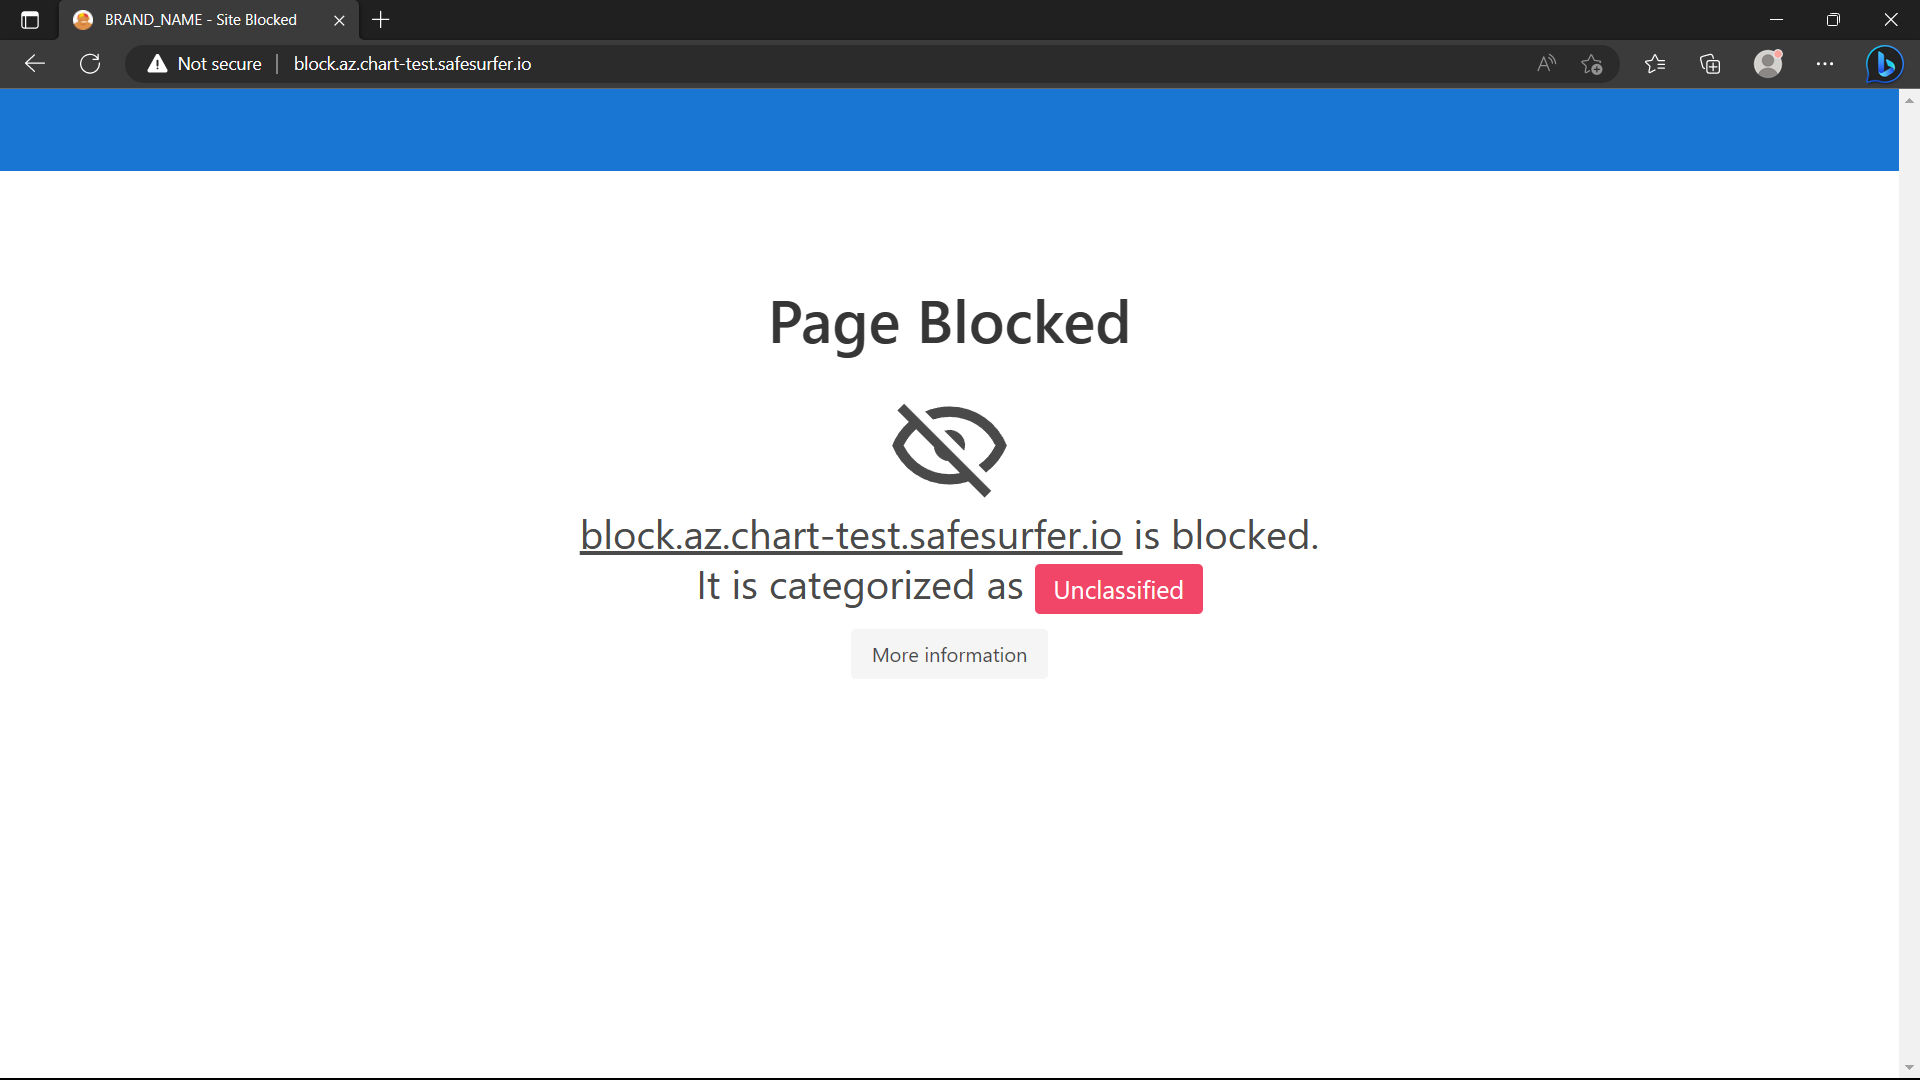 BRAND_NAME - Site Blocked
Not secure
block.az.chart-test.safesurfer.io
Page Blocked
block.az.chart-test.safesurfer.io is blocked.
It is categorized as Unclassified
More information